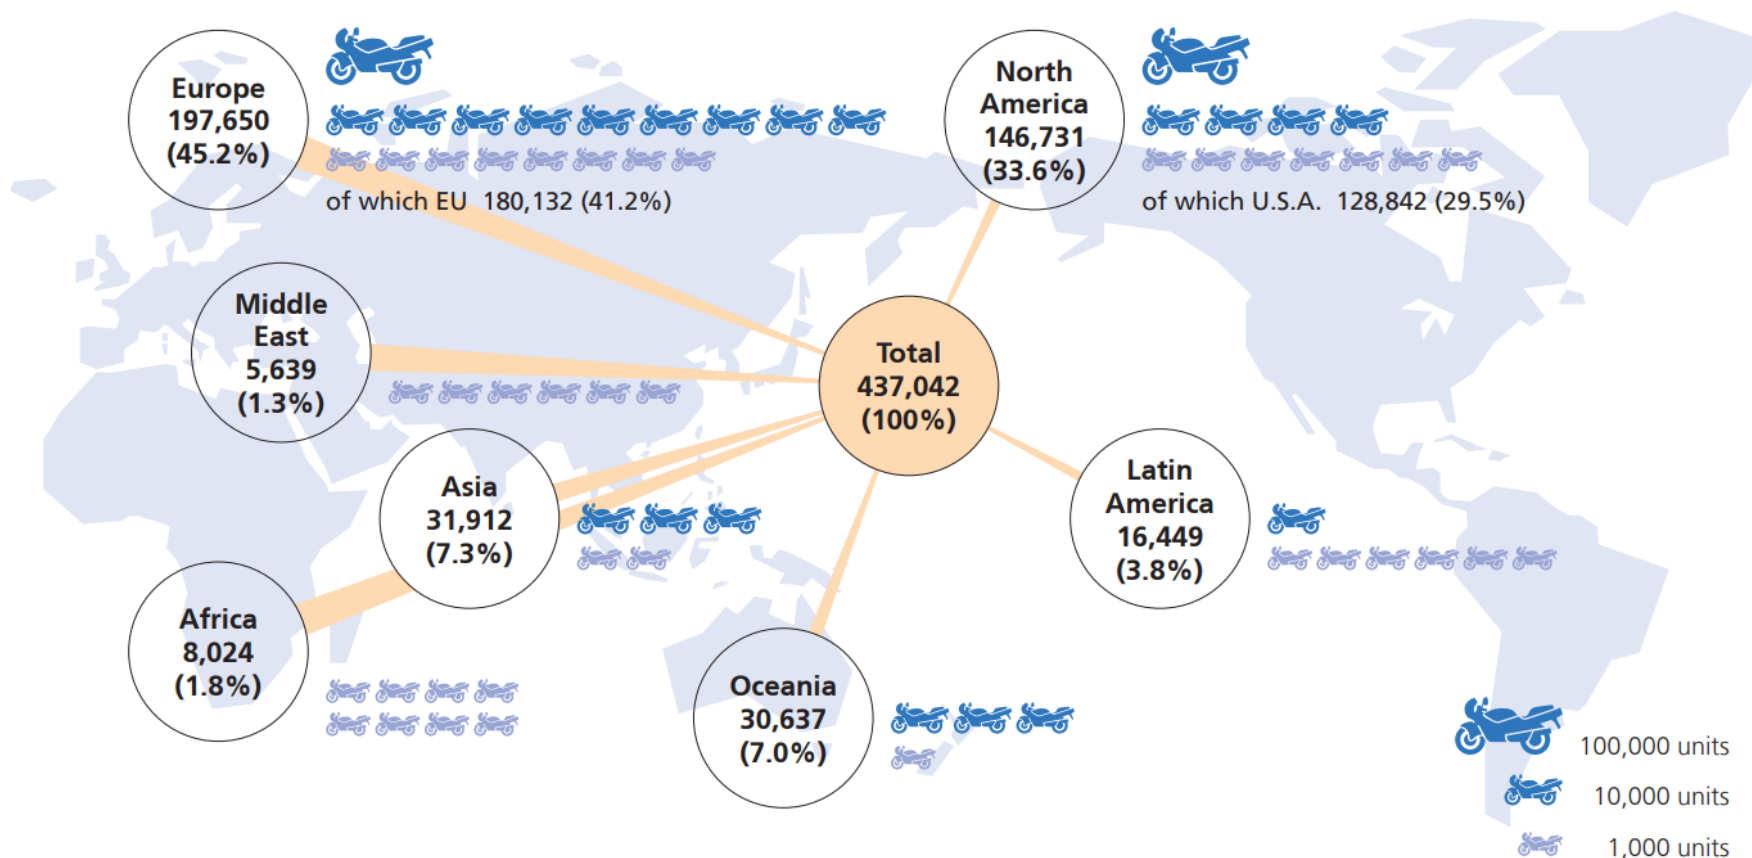 Europe
197,650
(45.2%)
of which EU 180,132 (41.2%)
North
America
146,731
(33.6%)
of which U.S.A. 128,842 (29.5%)
Middle
East
5,639
(1.3%)
Total
437,042
(100%)
Asia
31,912
(7.3%)
Latin
America
16,449
(3.8%)
Africa
8,024
(1.8%)
Oceania
30,637
(7.0%)
100,000 units
10,000 units
1,000 units